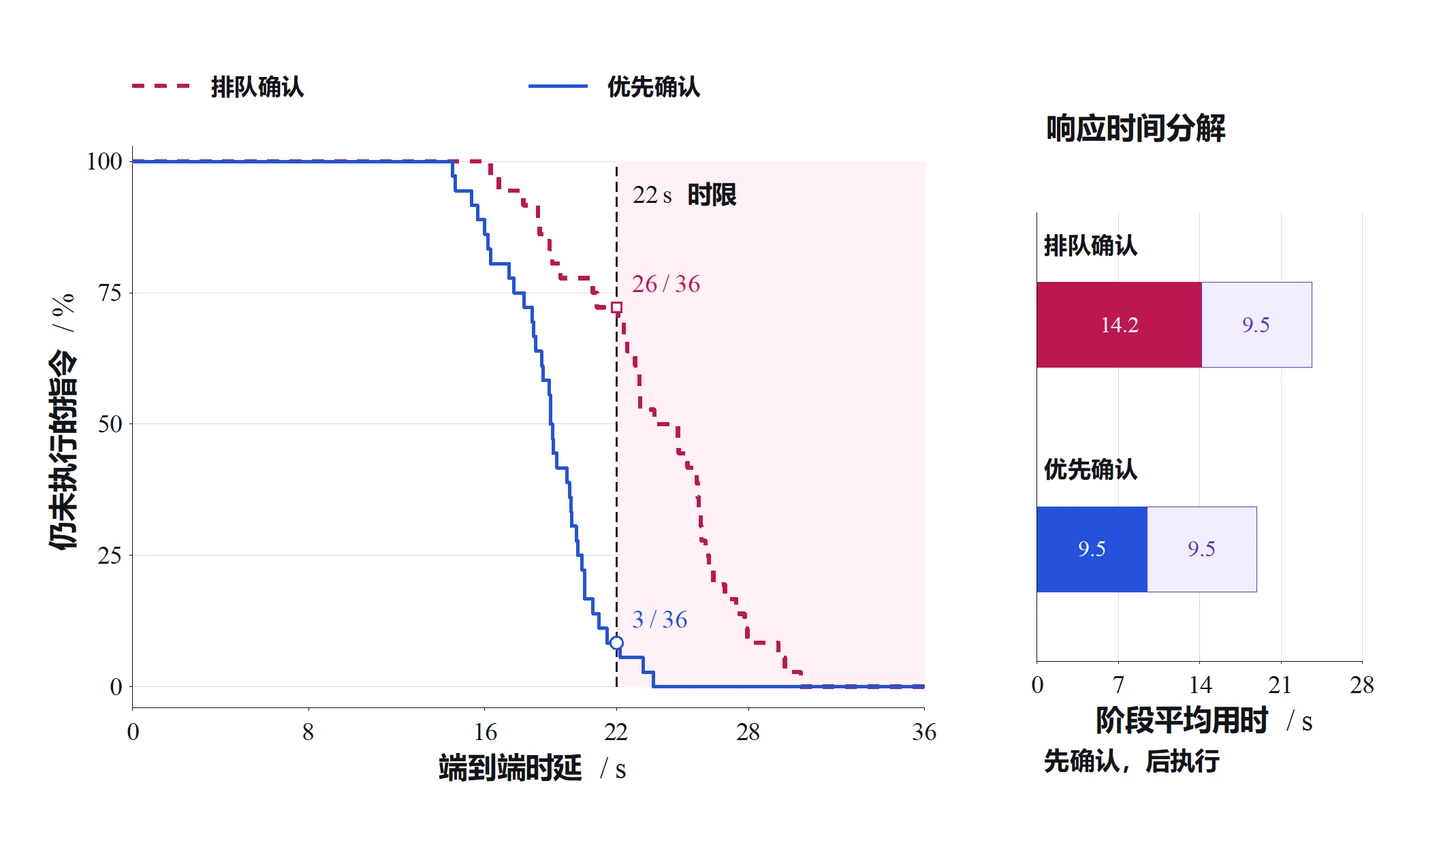 排队确认
优先确认
仍未执行的指令 / %
100
75
50
25
0
22 s 时限
26 / 36
3 / 36
0
8
16
22
28
36
端到端时延 / s
响应时间分解
排队确认
14.2
9.5
优先确认
9.5
9.5
0
7
14
21
28
阶段平均用时 / s
先确认，后执行